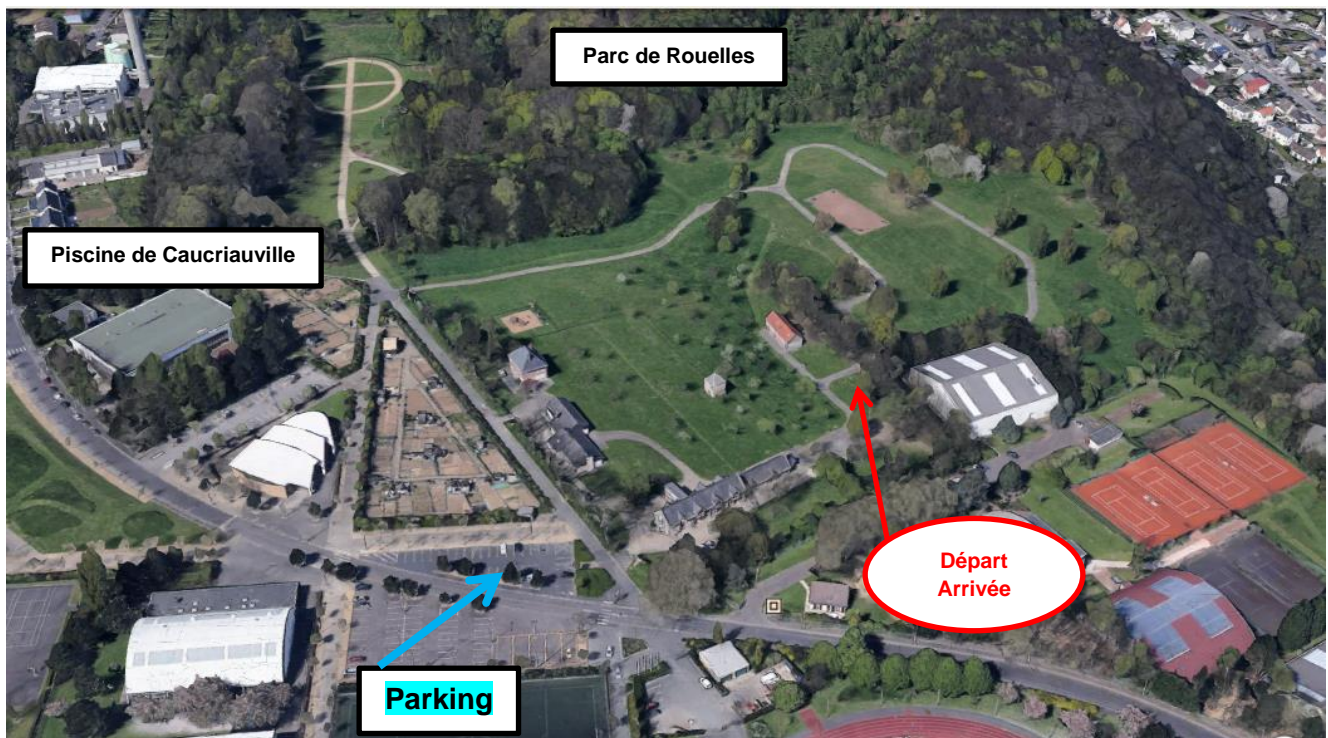 Parc de Rouelles
Piscine de Caucriauville
Départ
Arrivée
Parking